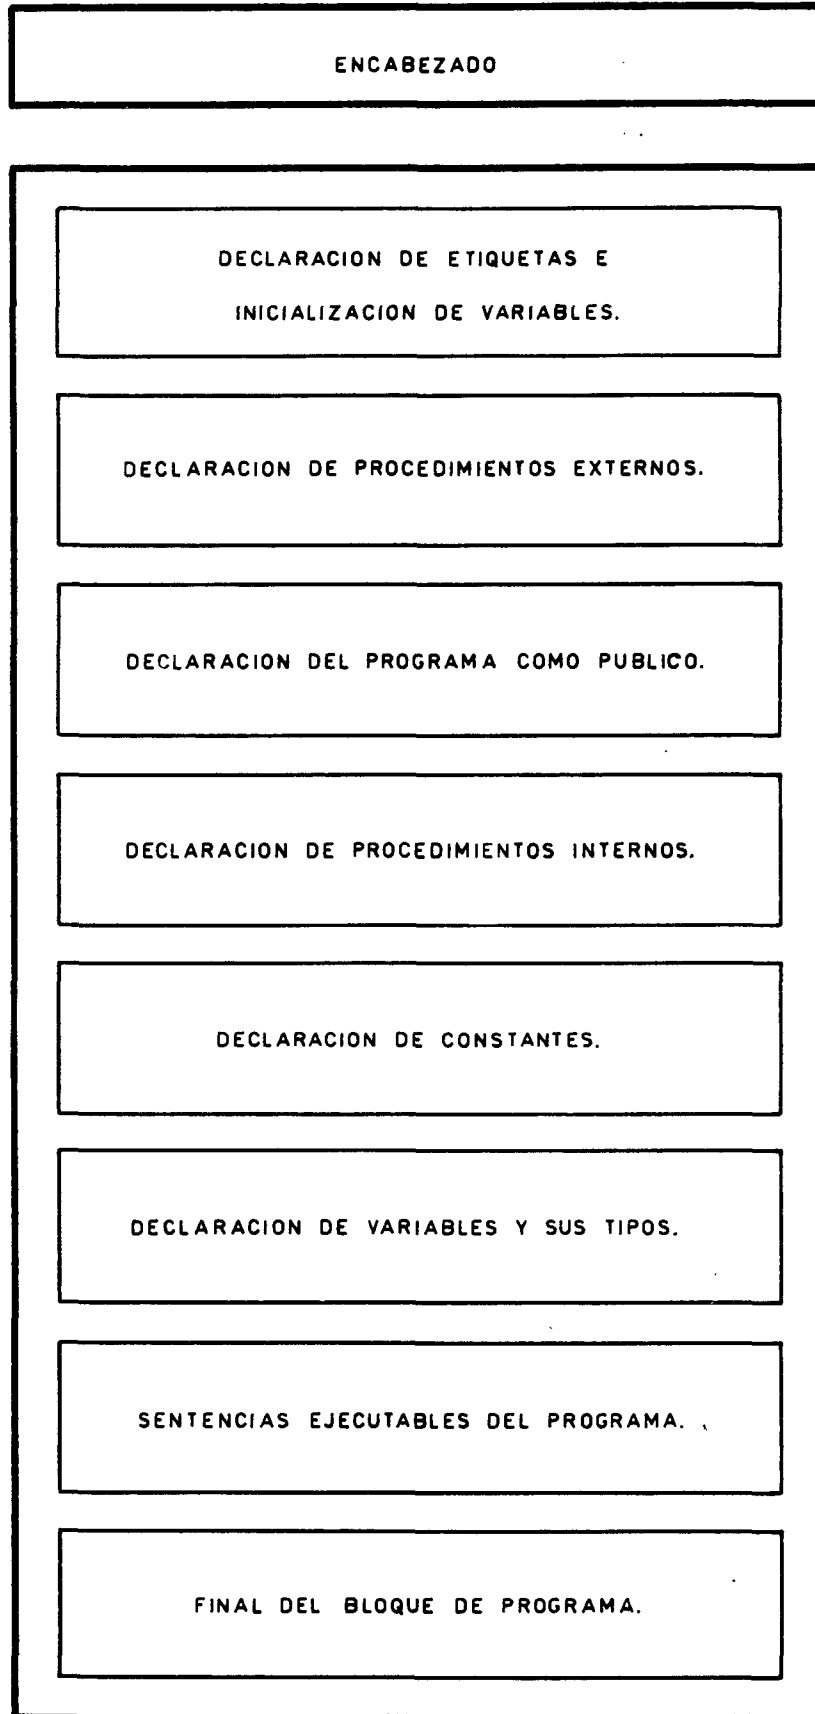 ENCABEZADO
DECLARACION DE ETIQUETAS E
INICIALIZACION DE VARIABLES.
DECLARACION DE PROCEDIMIENTOS EXTERNOS.
DECLARACION DEL PROGRAMA COMO PUBLICO.
DECLARACION DE PROCEDIMIENTOS INTERNOS.
DECLARACION DE CONSTANTES.
DECLARACION DE VARIABLES Y SUS TIPOS.
SENTENCIAS EJECUTABLES DEL PROGRAMA.
FINAL DEL BLOQUE DE PROGRAMA.